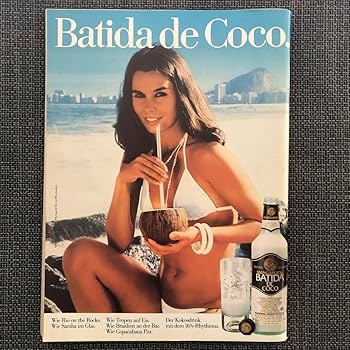 Batida de Coco.
Wie Rio on the Rocks.
Wie Samba im Glas.
Wie Tropen auf Eis.
Wie Brasilien an der Bar.
Wie Copacabana Pur.
Der Kokosdrink
mit dem 16%-Rhythmus.
BATIDA
DE COCO